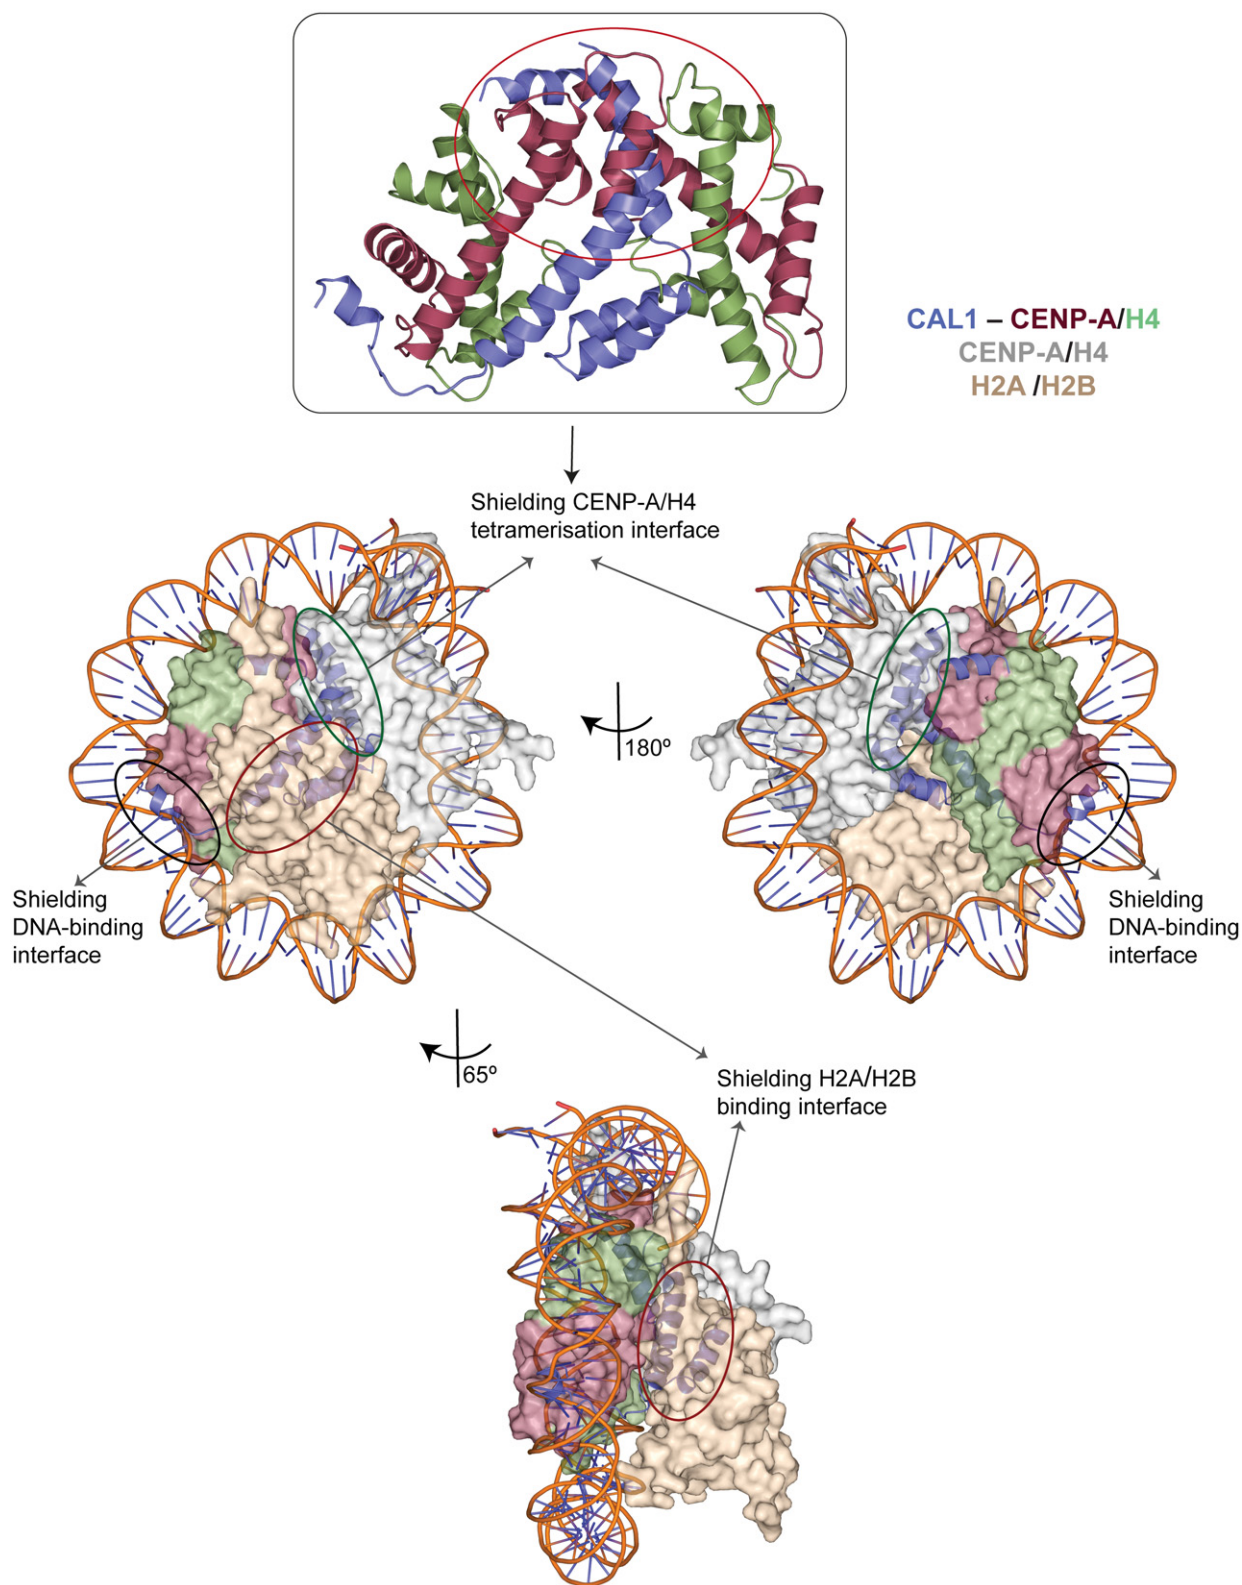 CAL1 – CENP-A/H4
CENP-A/H4
H2A /H2B
Shielding CENP-A/H4
tetramerisation interface
180º
Shielding
DNA-binding
interface
Shielding
DNA-binding
interface
65º
Shielding H2A/H2B
binding interface